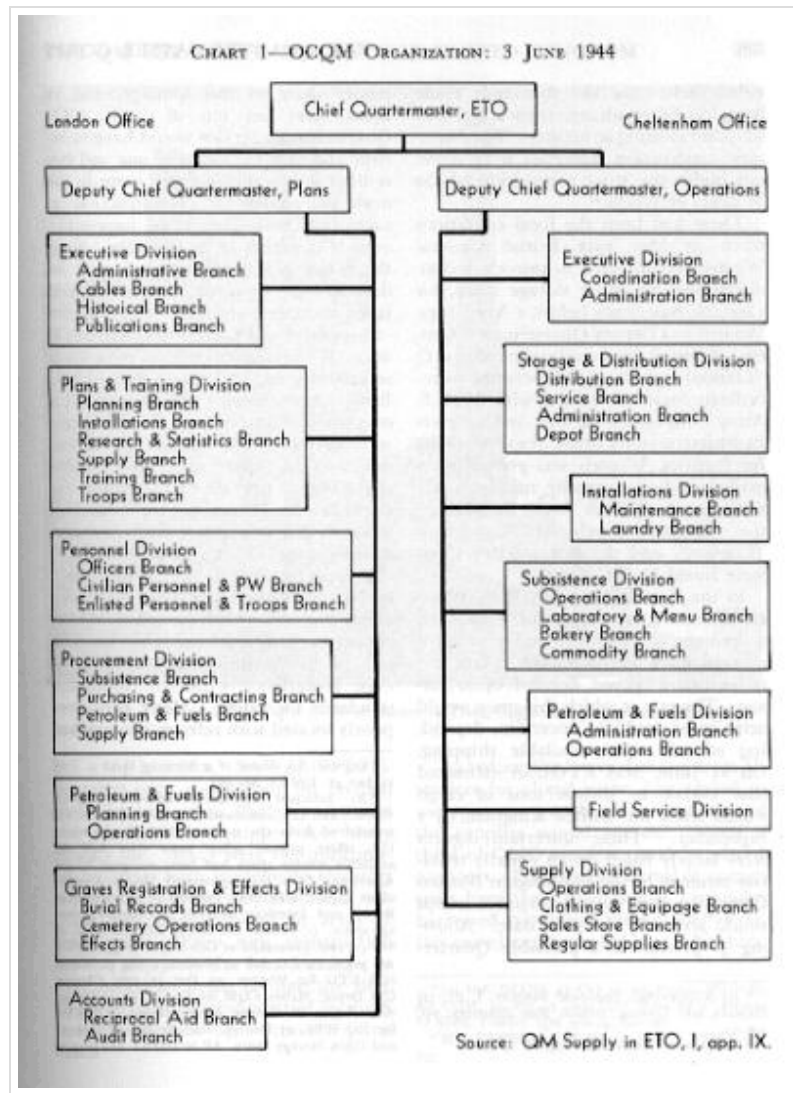 CHART 1—OCQM ORGANIZATION: 3 JUNE 1944
Chief Quartermaster, ETO
London Office
Cheltenham Office
Deputy Chief Quartermaster, Plans
Executive Division
Administrative Branch
Cables Branch
Historical Branch
Publications Branch
Plans & Training Division
Planning Branch
Installations Branch
Research & Statistics Branch
Supply Branch
Training Branch
Troops Branch
Personnel Division
Officers Branch
Civilian Personnel & PW Branch
Enlisted Personnel & Troops Branch
Procurement Division
Subsistence Branch
Purchasing & Contracting Branch
Petroleum & Fuels Branch
Supply Branch
Petroleum & Fuels Division
Planning Branch
Operations Branch
Graves Registration & Effects Division
Burial Records Branch
Cemetery Operations Branch
Effects Branch
Accounts Division
Reciprocal Aid Branch
Audit Branch
Deputy Chief Quartermaster, Operations
Executive Division
Coordination Branch
Administration Branch
Storage & Distribution Division
Distribution Branch
Service Branch
Administration Branch
Depot Branch
Installations Division
Maintenance Branch
Laundry Branch
Subsistence Division
Operations Branch
Laboratory & Menu Branch
Bakery Branch
Commodity Branch
Petroleum & Fuels Division
Administration Branch
Operations Branch
Field Service Division
Supply Division
Operations Branch
Clothing & Equipage Branch
Sales Store Branch
Regular Supplies Branch
Source: QM Supply in ETO, I, app. IX.